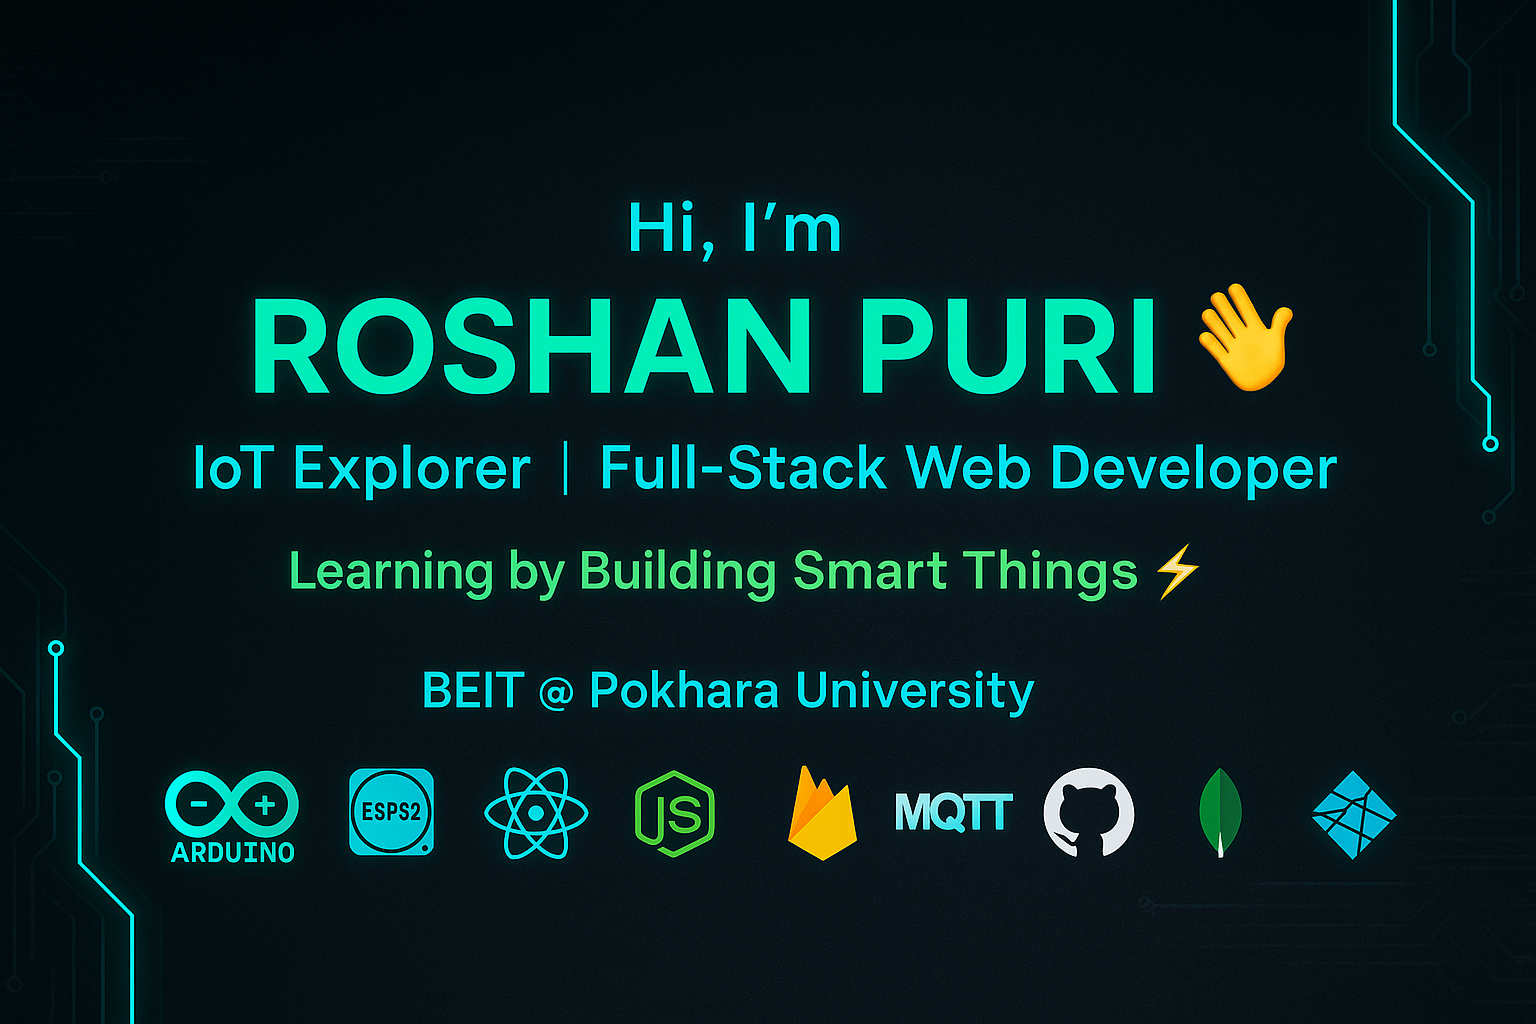 Hi, I'm
ROSHAN PURI 👋
IoT Explorer | Full-Stack Web Developer
Learning by Building Smart Things ⚡
BEIT @ Pokhara University
ARDUINO
ESPS2
JS
MQTT